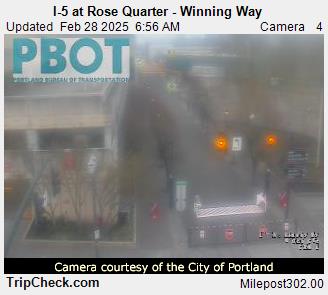 I-5 at Rose Quarter - Winning Way
Updated Feb 28 2025 6:56 AM Camera 4
PBOT
PORTLAND BUREAU OF TRANSPORTATION
Camera courtesy of the City of Portland
TripCheck.com Milepost302.00